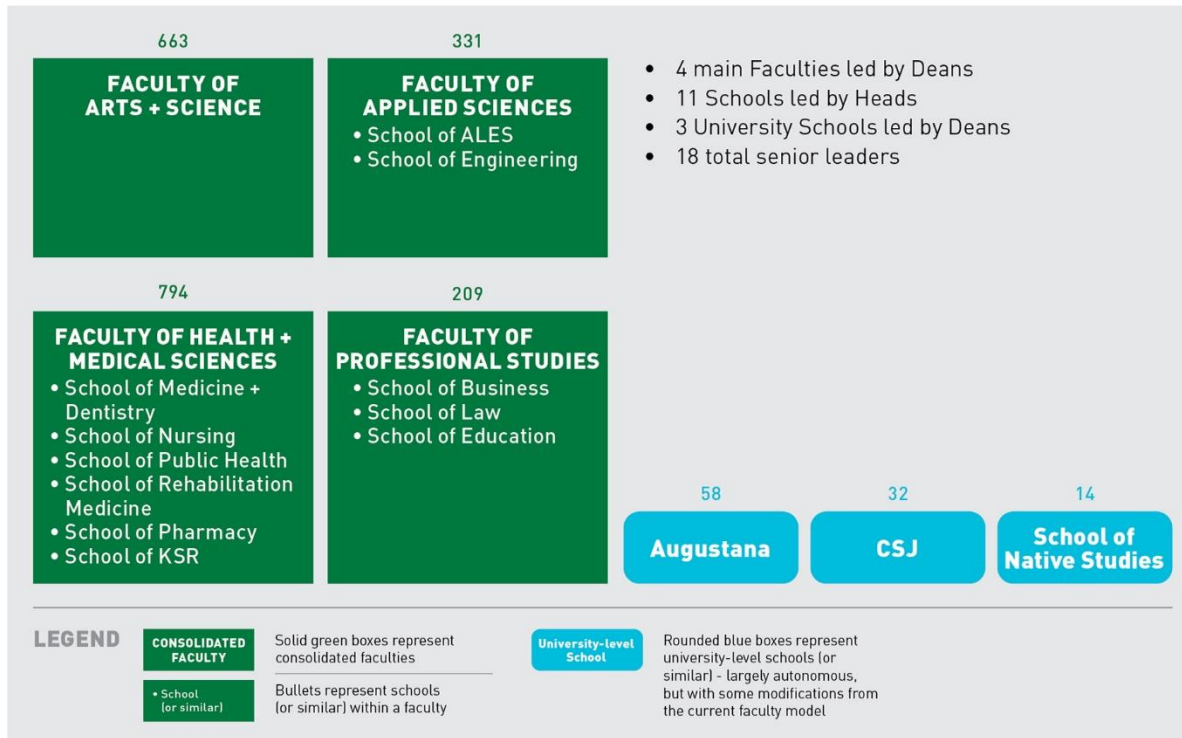 663
FACULTY OF
ARTS + SCIENCE
331
FACULTY OF
APPLIED SCIENCES
• School of ALES
• School of Engineering
• 4 main Faculties led by Deans
• 11 Schools led by Heads
• 3 University Schools led by Deans
• 18 total senior leaders
794
FACULTY OF HEALTH +
MEDICAL SCIENCES
• School of Medicine +
Dentistry
• School of Nursing
• School of Public Health
• School of Rehabilitation
Medicine
• School of Pharmacy
• School of KSR
209
FACULTY OF
PROFESSIONAL STUDIES
• School of Business
• School of Law
• School of Education
58
Augustana
32
CSJ
14
School of
Native Studies
LEGEND
CONSOLIDATED
FACULTY
Solid green boxes represent
consolidated faculties
• School
(or similar)
Bullets represent schools
(or similar) within a faculty
University-level
School
Rounded blue boxes represent
university-level schools (or
similar) - largely autonomous,
but with some modifications from
the current faculty model